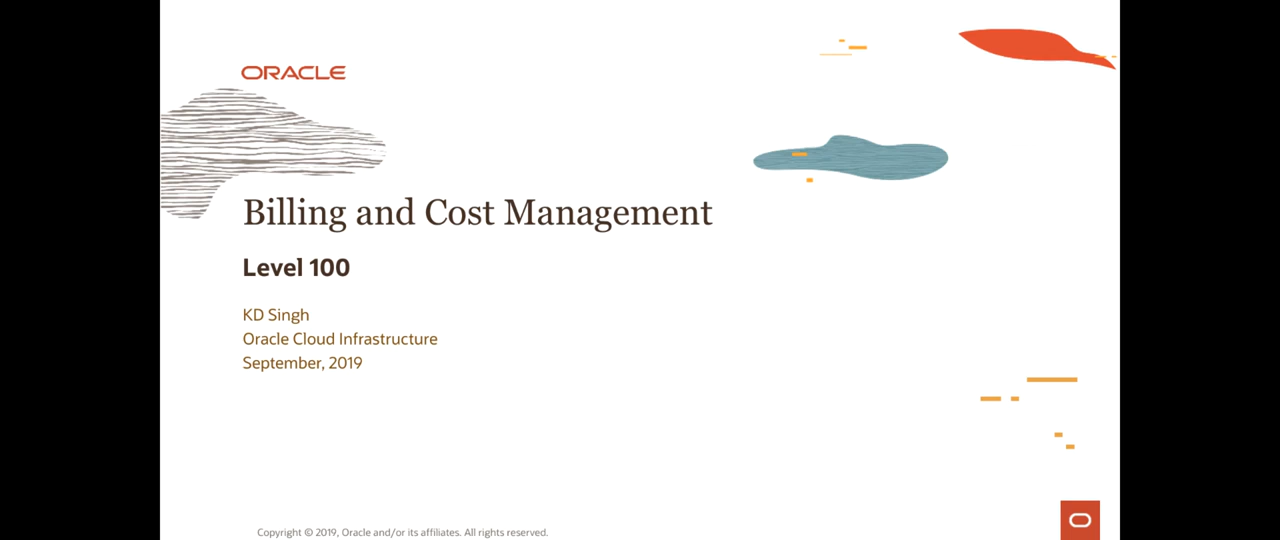 ORACLE
Billing and Cost Management
Level 100
KD Singh
Oracle Cloud Infrastructure
September, 2019
Copyright © 2019, Oracle and/or its affiliates. All rights reserved.